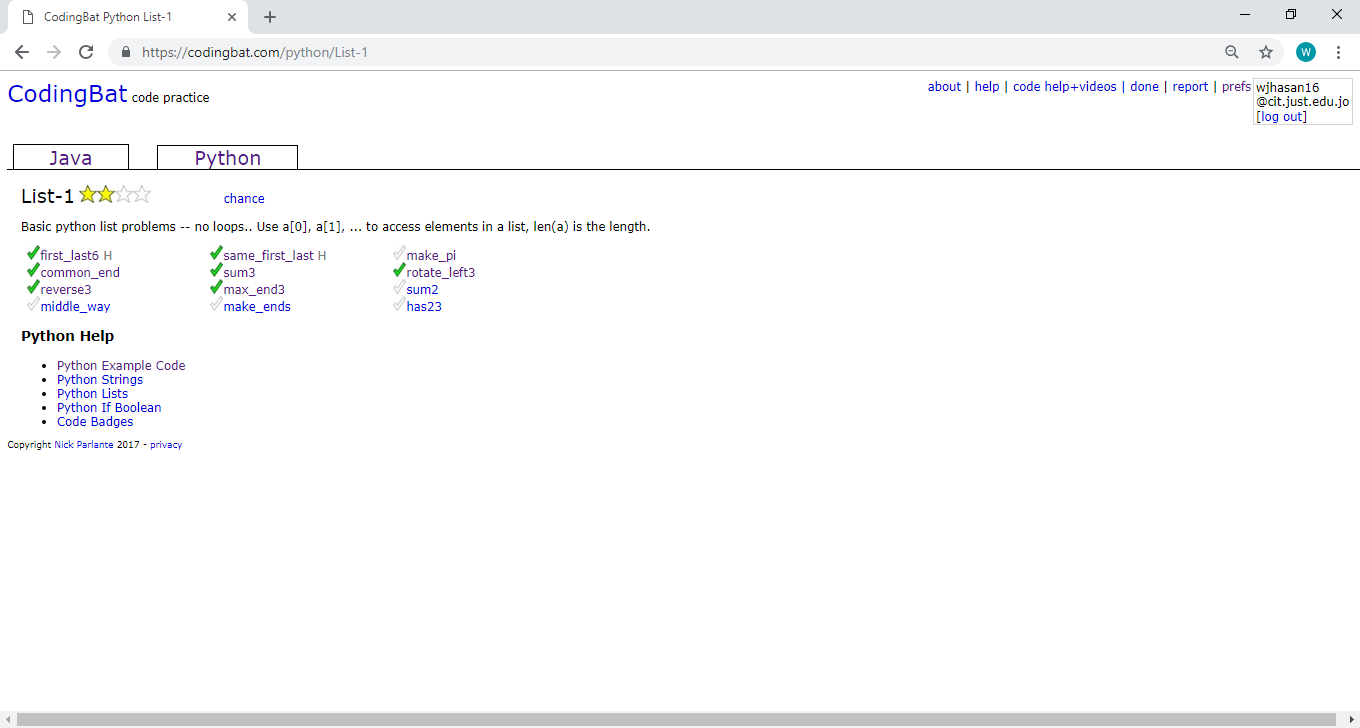 CodingBat Python List-1
https://codingbat.com/python/List-1
W
CodingBat code practice
about | help | code help+videos | done | report | prefs
wjhasan16
@cit.just.edu.jo
[log out]
Java
Python
List-1
chance
Basic python list problems -- no loops.. Use a[0], a[1], ... to access elements in a list, len(a) is the length.
first_last6 H same_first_last H make_pi
common_end sum3 rotate_left3
reverse3 max_end3 sum2
middle_way make_ends has23
Python Help
• Python Example Code
• Python Strings
• Python Lists
• Python If Boolean
• Code Badges
Copyright Nick Parlante 2017 - privacy